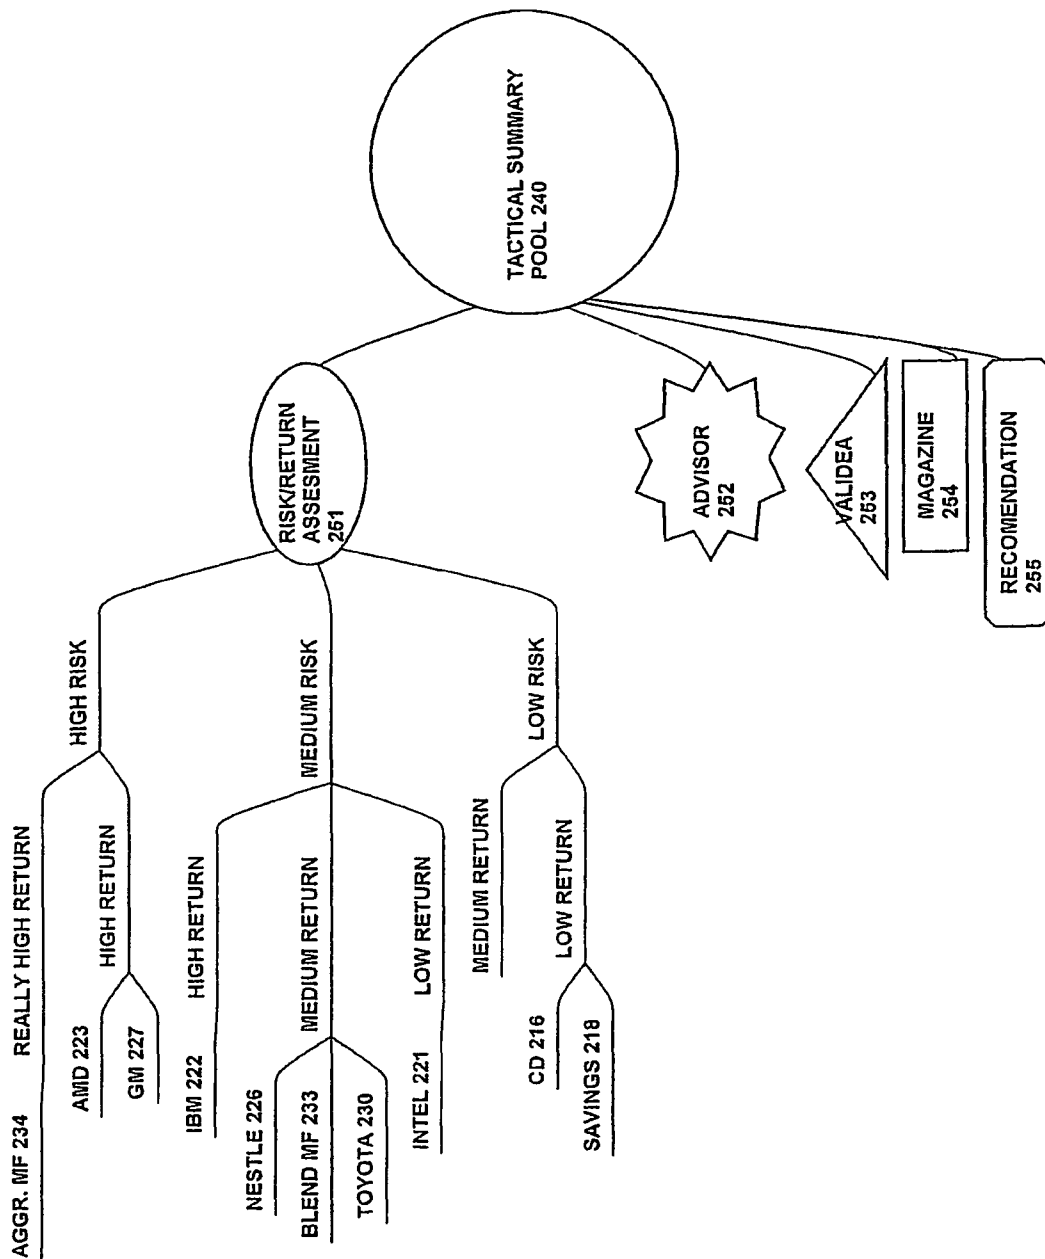 AGGR. MF 234
REALLY HIGH RETURN
AMD 223
GM 227
HIGH RETURN
HIGH RISK
IBM 222
HIGH RETURN
NESTLE 226
BLEND MF 233
TOYOTA 230
MEDIUM RETURN
MEDIUM RISK
INTEL 221
LOW RETURN
MEDIUM RETURN
CD 216
SAVINGS 218
LOW RETURN
LOW RISK
RISK/RETURN
ASSESMENT
251
TACTICAL SUMMARY
POOL 240
ADVISOR
252
VALIDEA
253
MAGAZINE
254
RECOMENDATION
255